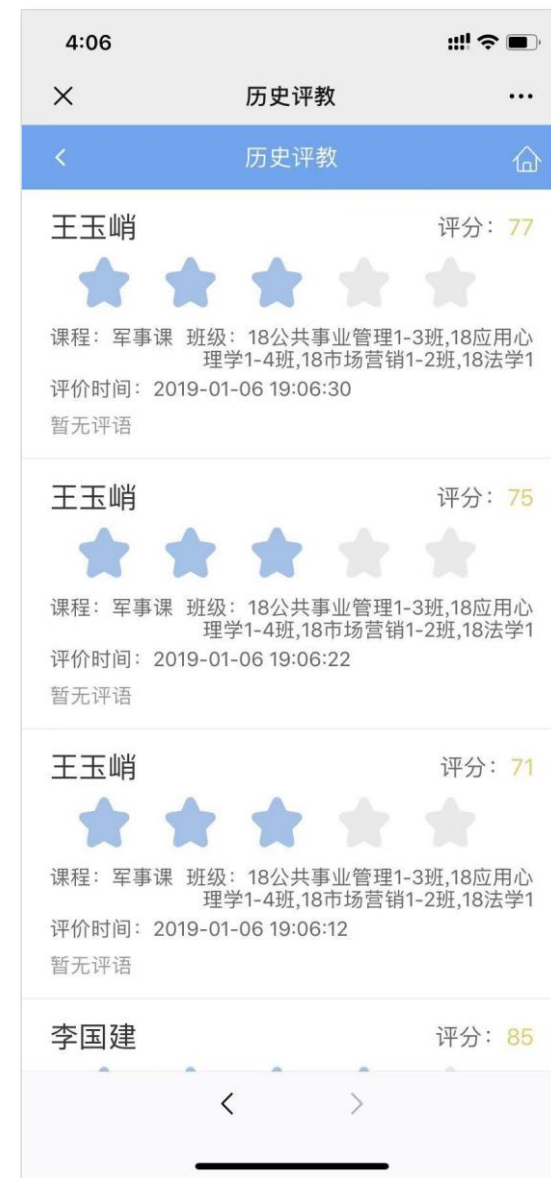 4:06
历史评教
历史评教
王玉峭
评分：77
课程：军事课 班级：18公共事业管理1-3班,18应用心
理学1-4班,18市场营销1-2班,18法学1
评价时间：2019-01-06 19:06:30
暂无评语
王玉峭
评分：75
课程：军事课 班级：18公共事业管理1-3班,18应用心
理学1-4班,18市场营销1-2班,18法学1
评价时间：2019-01-06 19:06:22
暂无评语
王玉峭
评分：71
课程：军事课 班级：18公共事业管理1-3班,18应用心
理学1-4班,18市场营销1-2班,18法学1
评价时间：2019-01-06 19:06:12
暂无评语
李国建
评分：85